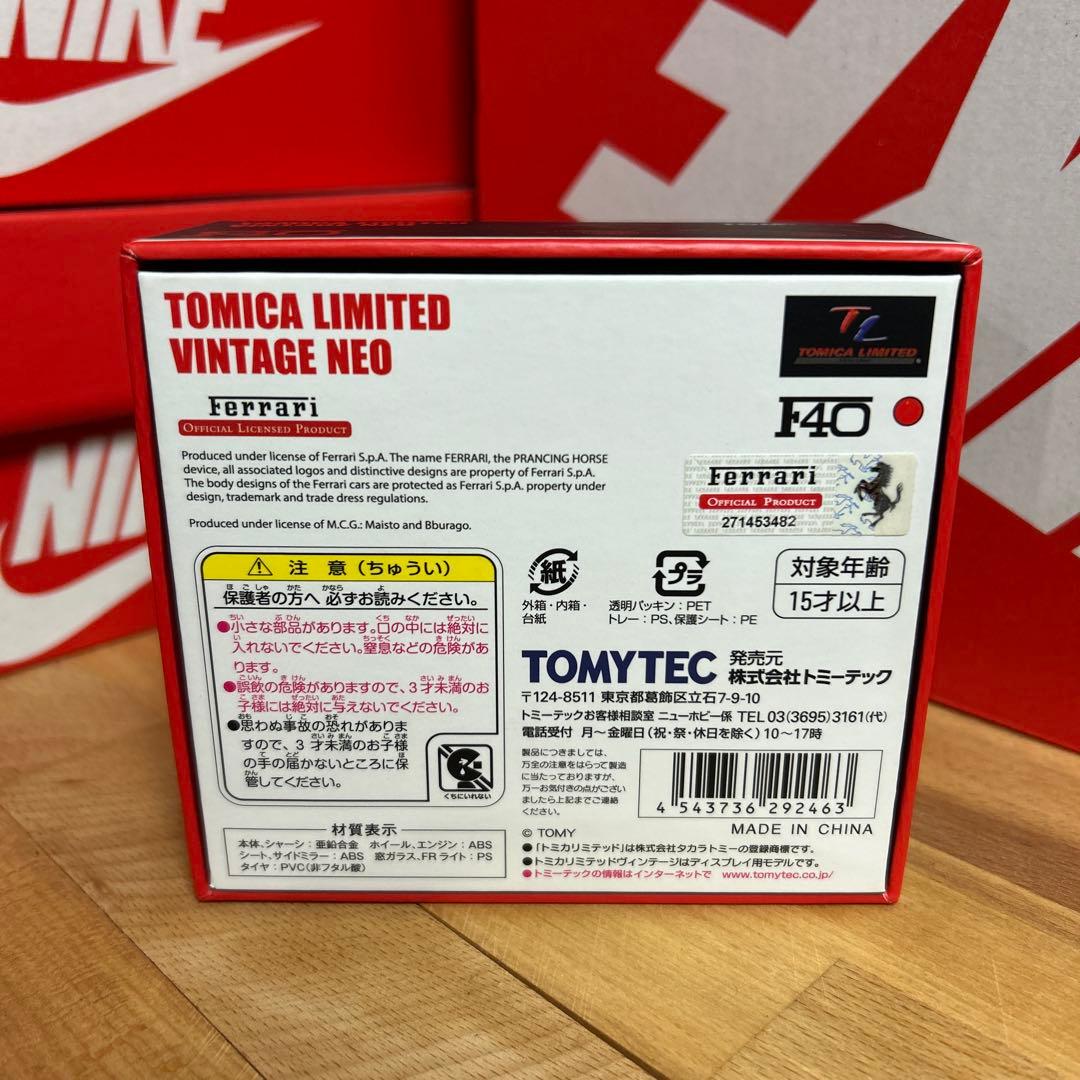 NIKE
NIKE
NIKE
TOMICA LIMITED
VINTAGE NEO
TL
TOMICA LIMITED
Ferrari
OFFICIAL LICENSED PRODUCT
F40
Produced under license of Ferrari S.p.A. The name FERRARI, the PRANCING HORSE
device, all associated logos and distinctive designs are property of Ferrari S.p.A.
The body designs of the Ferrari cars are protected as Ferrari S.p.A. property under
design, trademark and trade dress regulations.
Produced under license of M.C.G.: Maisto and Bburago.
Ferrari
OFFICIAL PRODUCT
271453482
注意(ちゅうい)
保護者の方へ 必ずお読みください。
●小さな部品があります。口の中には絶対に
入れないでください。窒息などの危険があ
ります。
●誤飲の危険がありますので、3才未満のお
子様には絶対に与えないでください。
●思わぬ事故の恐れがありま
すので、3才未満のお子様
の手の届かないところに保
管してください。
くちにいれない
紙
外箱・内箱・
台紙
プラ
透明パッキン:PET
トレー:PS、保護シート:PE
対象年齢
15才以上
TOMYTEC 発売元
株式会社トミーテック
〒124-8511 東京都葛飾区立石7-9-10
トミーテックお客様相談室 ニューホビー係 TEL 03(3695)3161(代)
電話受付 月〜金曜日(祝・祭・休日を除く)10〜17時
製品につきましては、
万全の注意をはらって製造
に当たっておりますが、
万一お気付きの点がござい
ましたら上記までご連絡
ください。
4 543736 292463
© TOMY
MADE IN CHINA
●「トミカリミテッド」は株式会社タカラトミーの登録商標です。
●トミカリミテッドヴィンテージはディスプレイ用モデルです。
●トミーテックの情報はインターネットで www.tomytec.co.jp/
材質表示
本体、シャーシ:亜鉛合金 ホイール、エンジン:ABS
シート、サイドミラー:ABS 窓ガラス、FRライト:PS
タイヤ:PVC(非フタル酸)